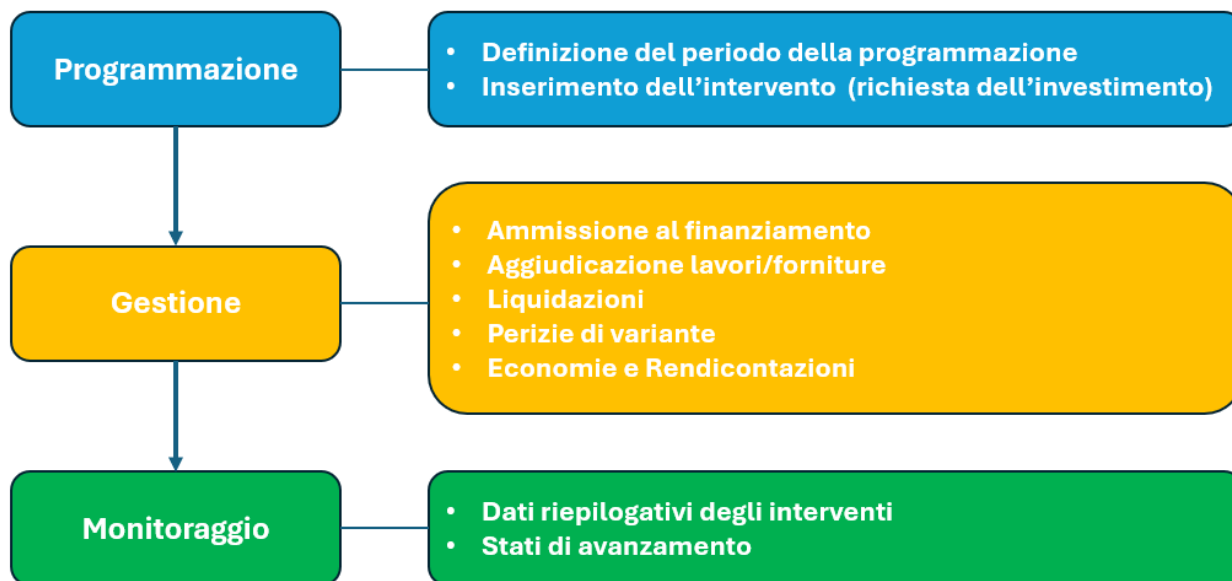 Programmazione
• Definizione del periodo della programmazione
• Inserimento dell'intervento (richiesta dell'investimento)
Gestione
• Ammissione al finanziamento
• Aggiudicazione lavori/forniture
• Liquidazioni
• Perizie di variante
• Economie e Rendicontazioni
Monitoraggio
• Dati riepilogativi degli interventi
• Stati di avanzamento